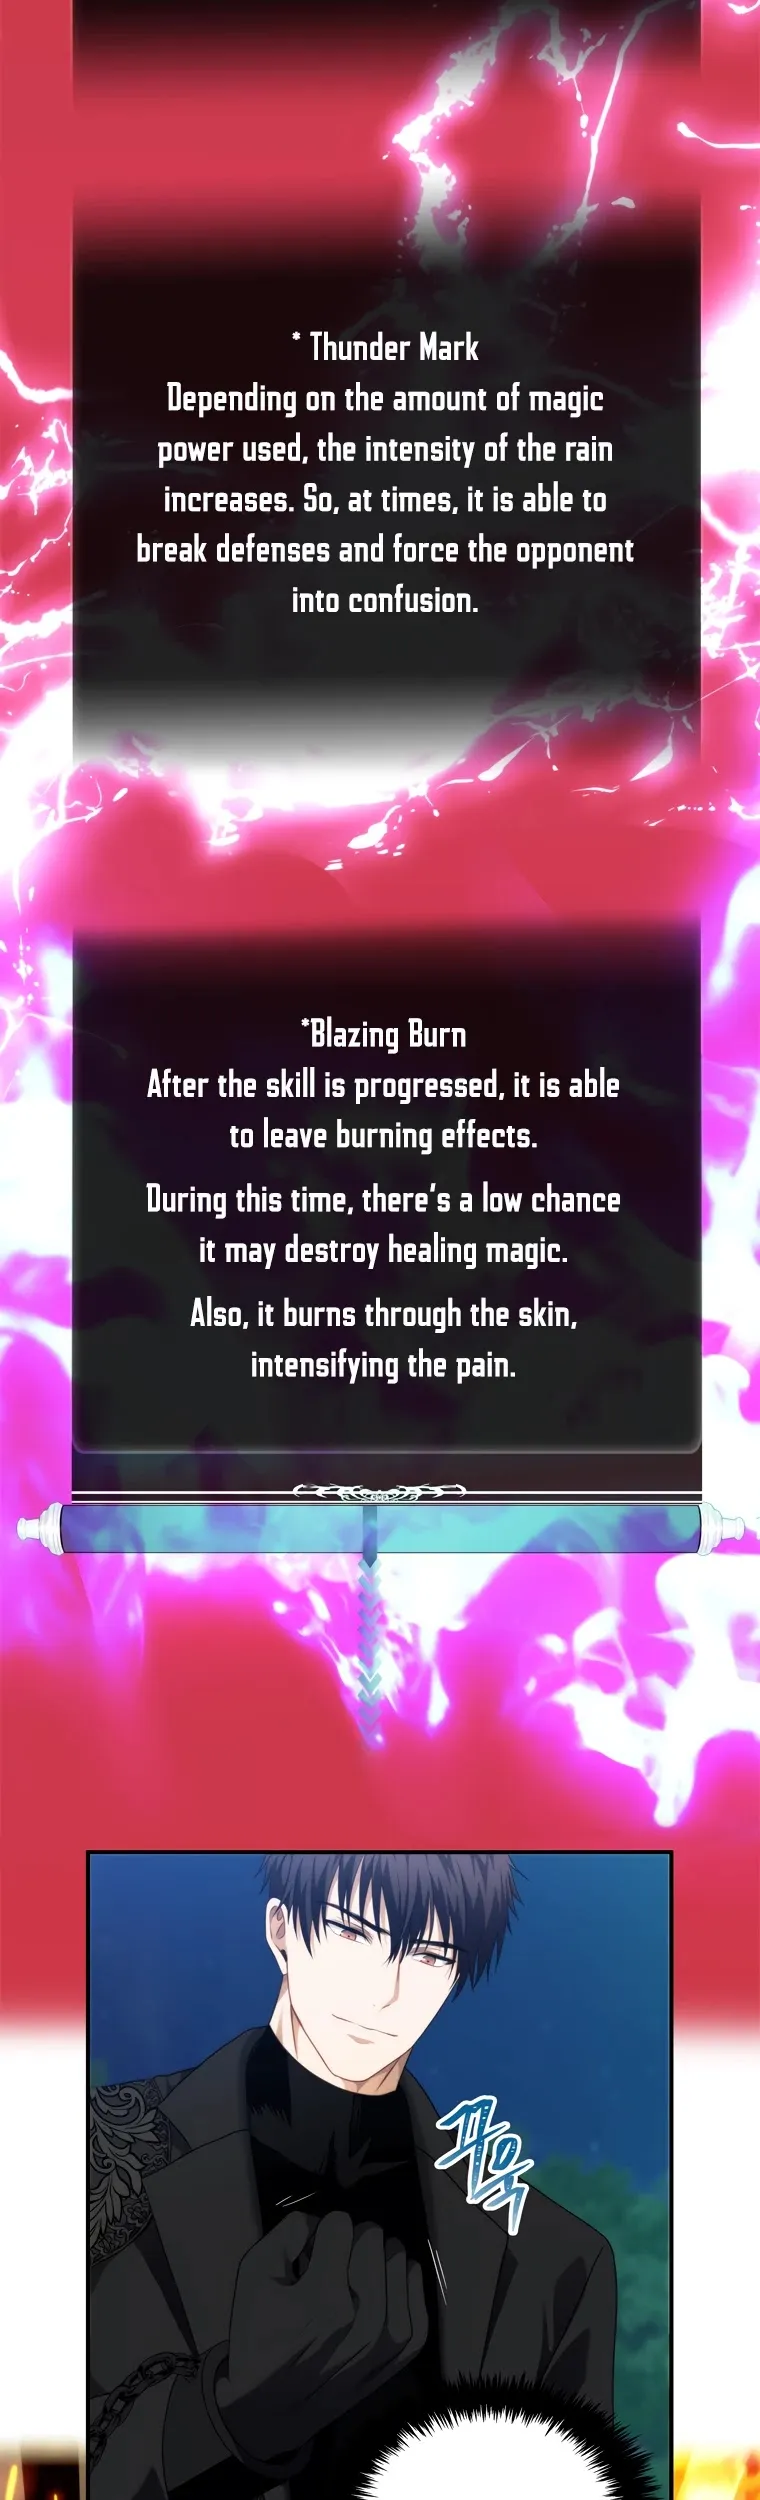 * Thunder Mark
Depending on the amount of magic
power used, the intensity of the rain
increases. So, at times, it is able to
break defenses and force the opponent
into confusion.
*Blazing Burn
After the skill is progressed, it is able
to leave burning effects.
During this time, there's a low chance
it may destroy healing magic.
Also, it burns through the skin,
intensifying the pain.
꽈악